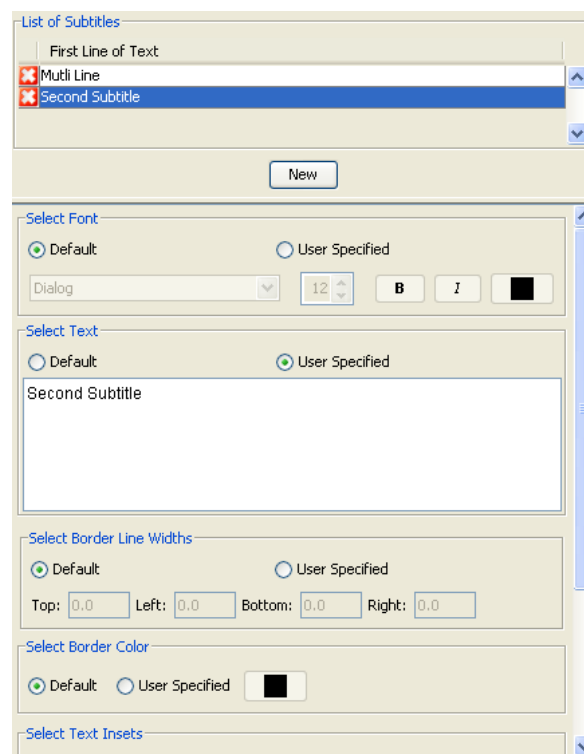 List of Subtitles
First Line of Text
Mutli Line
Second Subtitle
New
Select Font
Default User Specified
Dialog 12 B I
Select Text
Default User Specified
Second Subtitle
Select Border Line Widths
Default User Specified
Top: 0.0 Left: 0.0 Bottom: 0.0 Right: 0.0
Select Border Color
Default User Specified
Select Text Insets